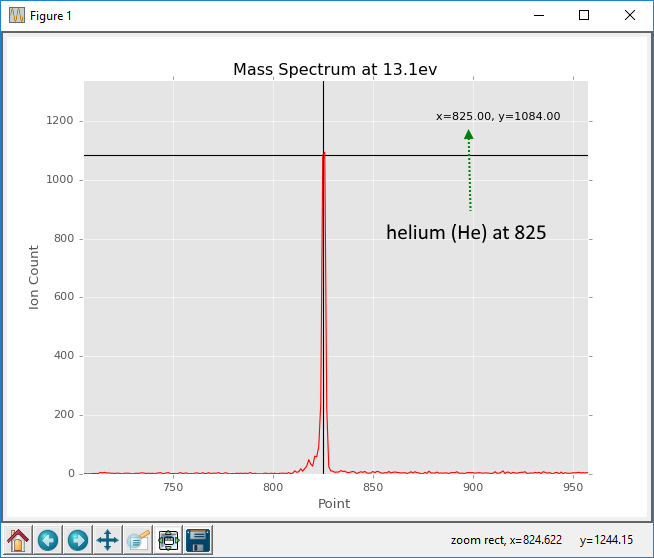 Figure 1
Mass Spectrum at 13.1ev
x=825.00, y=1084.00
helium (He) at 825
1200
1000
800
600
400
200
0
Ion Count
750
800
850
900
950
Point
zoom rect, x=824.622 y=1244.15